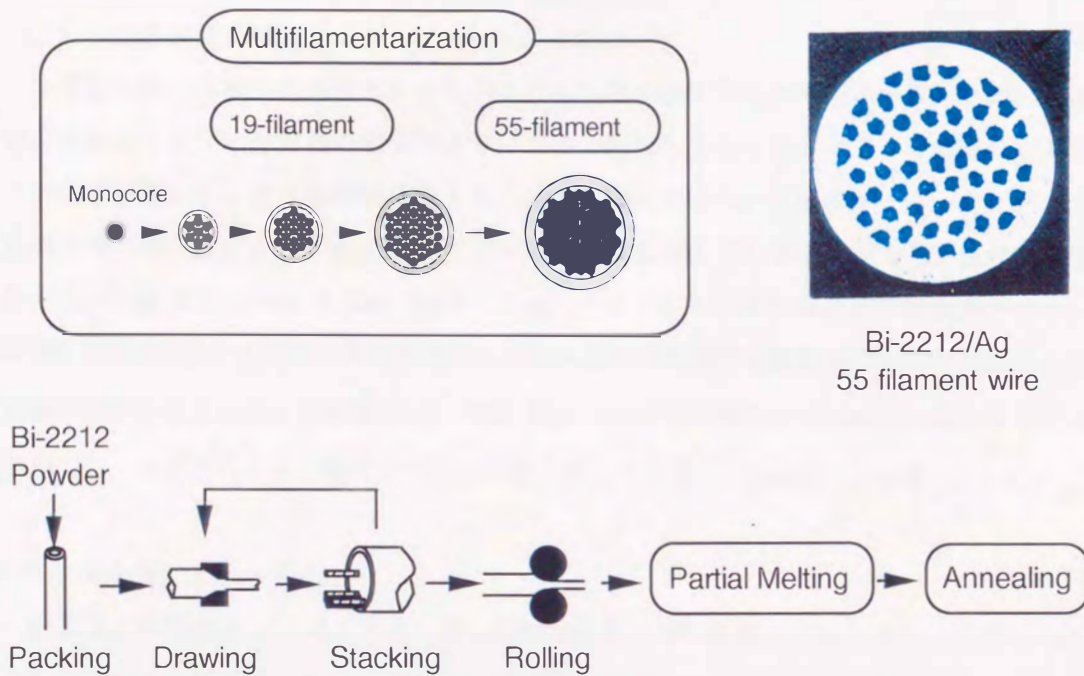 Multifilamentarization
19-filament
55-filament
Monocore
Bi-2212/Ag
55 filament wire
Bi-2212
Powder
Packing
Drawing
Stacking
Rolling
Partial Melting
Annealing